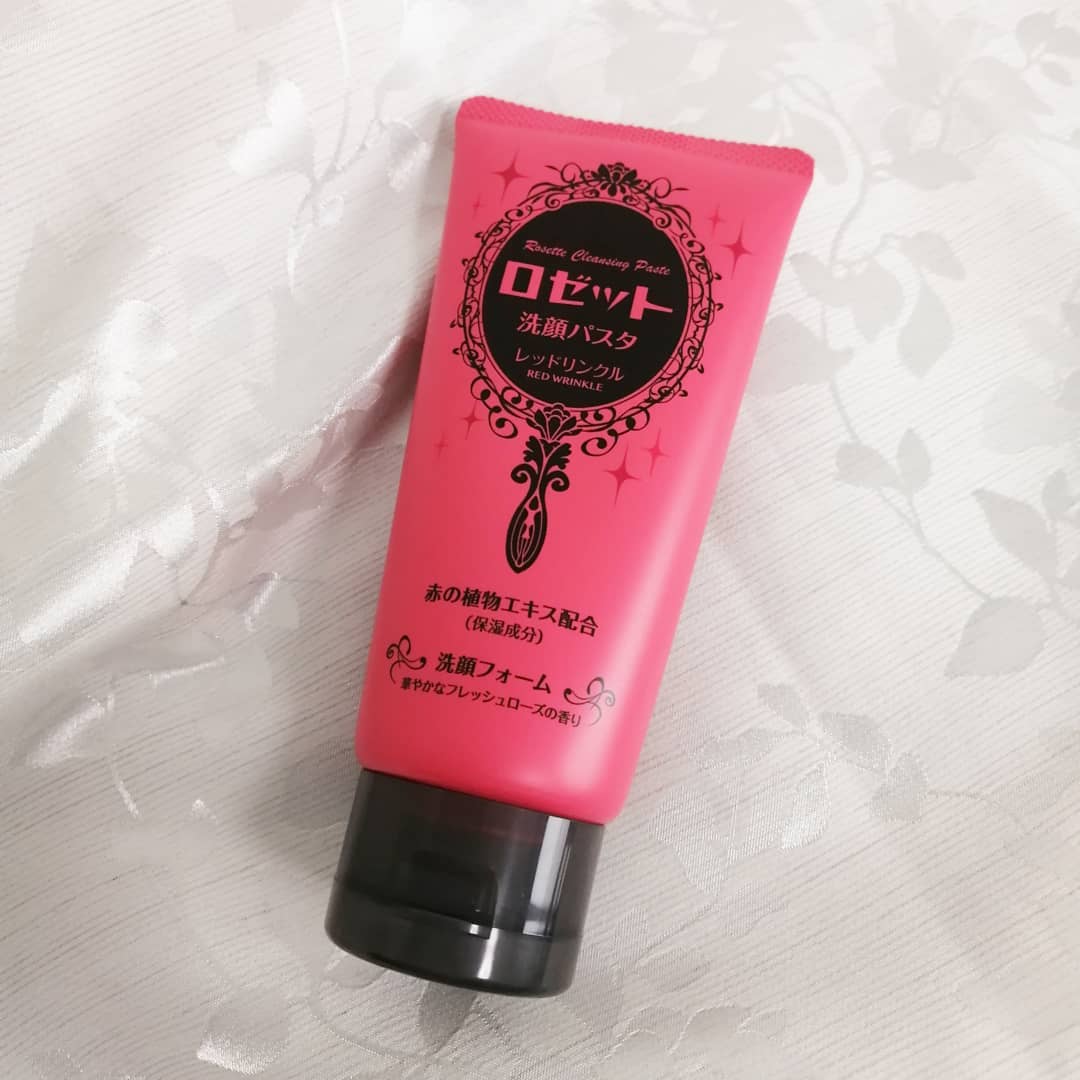 Rosette Cleansing Paste
ロゼット
洗顔パスタ
レッドリンクル
RED WRINKLE
赤の植物エキス配合
(保湿成分)
洗顔フォーム
華やかなフレッシュローズの香り